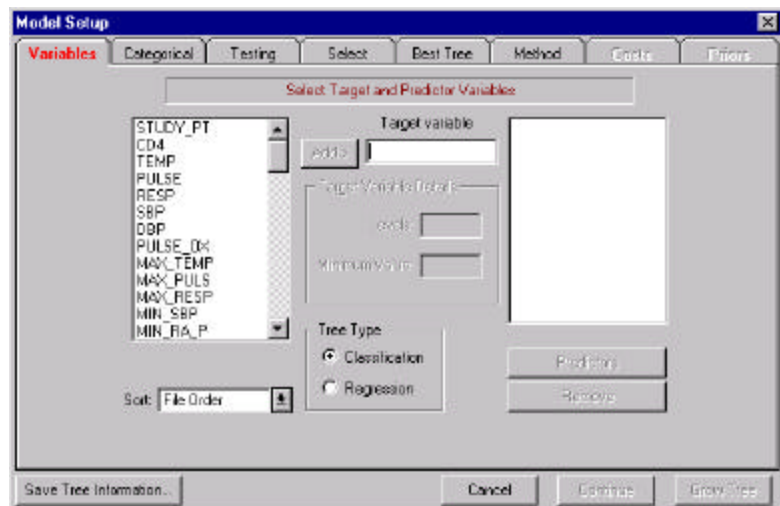 Model Setup
Variables Categorical Testing Select Best Tree Method Costs Priors
Select Target and Predictor Variables
Target variable
STUDY_PT
CD4
TEMP
PULSE
RESP
SBP
DBP
PULSE_OX
MAX_TEMP
MAX_PULS
MAX_RESP
MIN_SBP
MIN_RA_P
Target Variable Details
Levels
Minimum Value
Tree Type
Classification
Regression
Sort: File Order
Predictors
Remove
Save Tree Information...
Cancel
Continue
Grow Tree